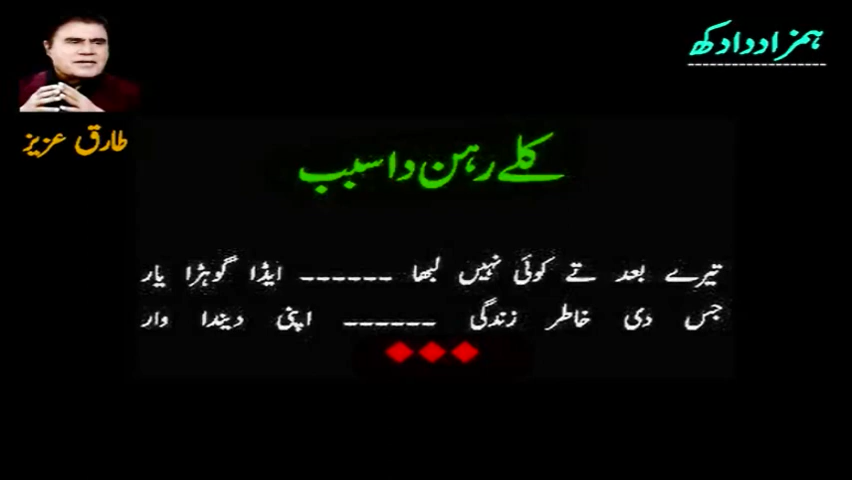 ہمزاد دا دکھ
طارق عزیز
کلے رہن دا سبب
تیرے بعد تے کوئی نہیں لبھا ------ ایڈا گوہڑا یار
جس دی خاطر زندگی ------ اپنی دیندا وار